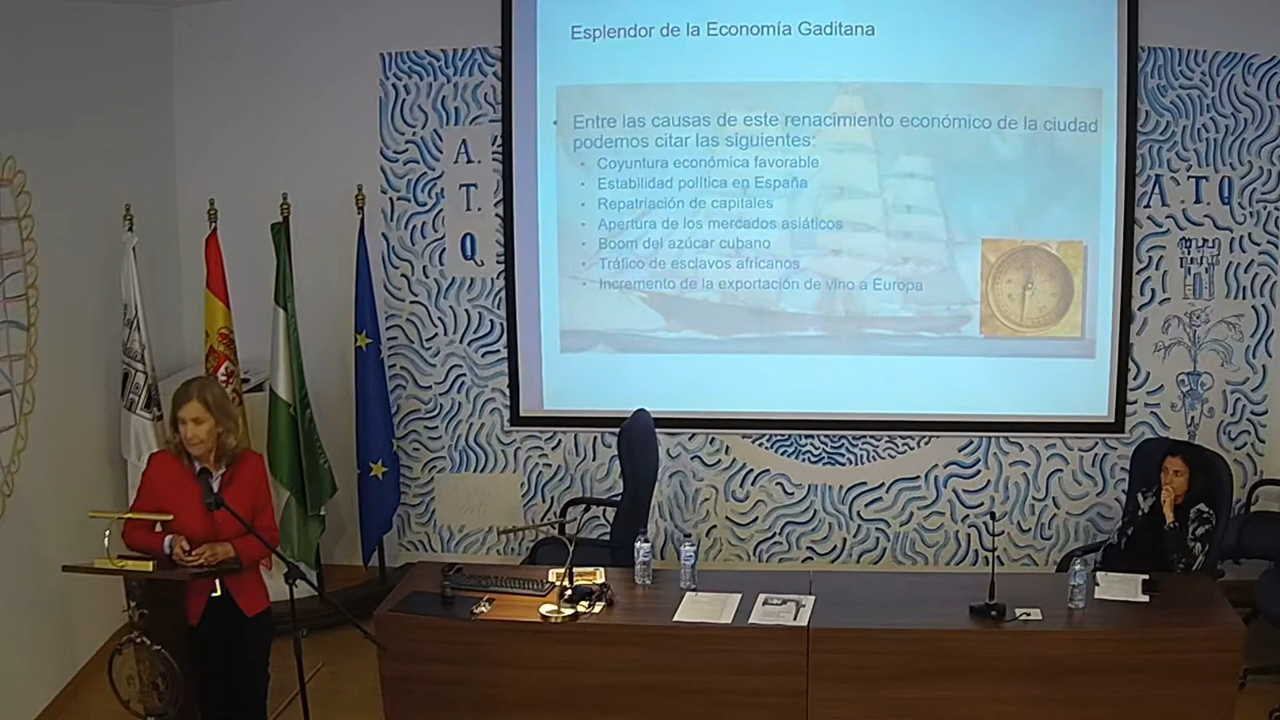 Esplendor de la Economía Gaditana
Entre las causas de este renacimiento económico de la ciudad
podemos citar las siguientes:
Coyuntura económica favorable
Estabilidad política en España
Repatriación de capitales
Apertura de los mercados asiáticos
Boom del azúcar cubano
Tráfico de esclavos africanos
Incremento de la exportación de vino a Europa
A.
T.
Q
A.T.Q